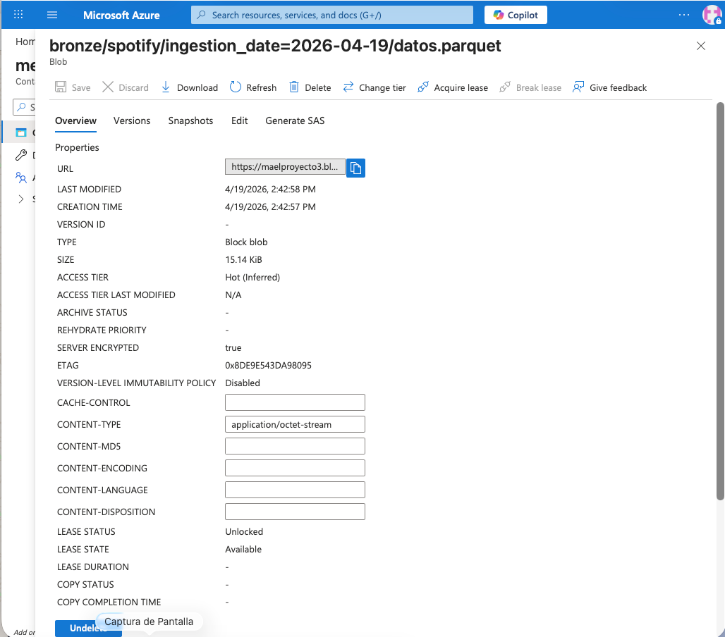 Microsoft Azure
Search resources, services, and docs (G+/)
Copilot
Hom
me
Conta
S
bronze/spotify/ingestion_date=2026-04-19/datos.parquet
Blob
Save Discard Download Refresh Delete Change tier Acquire lease Break lease Give feedback
Overview Versions Snapshots Edit Generate SAS
Properties
URL https://maelproyecto3.bl...
LAST MODIFIED 4/19/2026, 2:42:58 PM
CREATION TIME 4/19/2026, 2:42:57 PM
VERSION ID -
TYPE Block blob
SIZE 15.14 KiB
ACCESS TIER Hot (Inferred)
ACCESS TIER LAST MODIFIED N/A
ARCHIVE STATUS -
REHYDRATE PRIORITY -
SERVER ENCRYPTED true
ETAG 0x8DE9E543DA98095
VERSION-LEVEL IMMUTABILITY POLICY Disabled
CACHE-CONTROL
CONTENT-TYPE application/octet-stream
CONTENT-MD5
CONTENT-ENCODING
CONTENT-LANGUAGE
CONTENT-DISPOSITION
LEASE STATUS Unlocked
LEASE STATE Available
LEASE DURATION -
COPY STATUS -
COPY COMPLETION TIME -
Undele
Captura de Pantalla
Add or